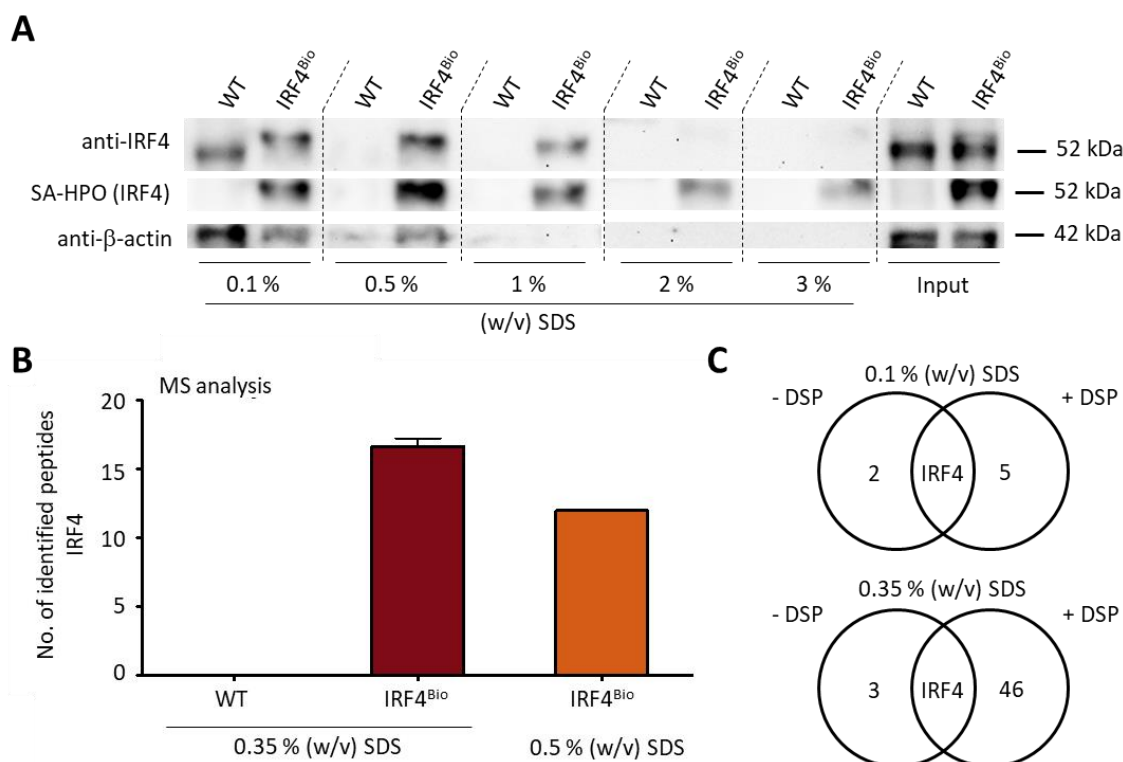 A
WT IRF4Bio WT IRF4Bio WT IRF4Bio WT IRF4Bio WT IRF4Bio WT IRF4Bio
anti-IRF4 52 kDa
SA-HPO (IRF4) 52 kDa
anti-β-actin 42 kDa
0.1 % 0.5 % 1 % 2 % 3 % Input
(w/v) SDS
B
MS analysis
No. of identified peptides
IRF4
20
15
10
5
0
WT IRF4Bio IRF4Bio
0.35 % (w/v) SDS 0.5 % (w/v) SDS
C
0.1 % (w/v) SDS
- DSP + DSP
2 IRF4 5
0.35 % (w/v) SDS
- DSP + DSP
3 IRF4 46